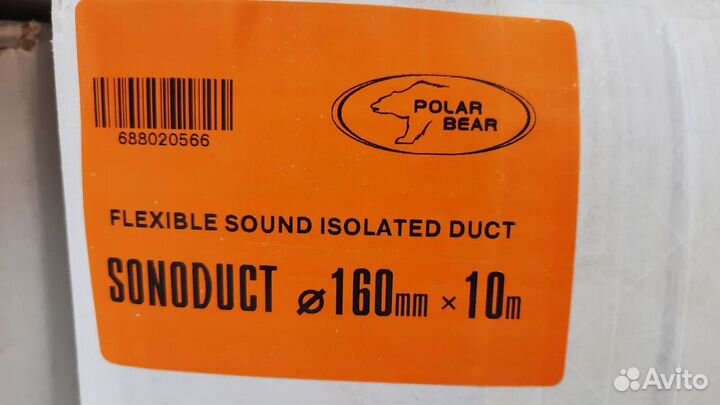 688020566
POLAR
BEAR
FLEXIBLE SOUND ISOLATED DUCT
SONODUCT ⌀160mm × 10m
Avito